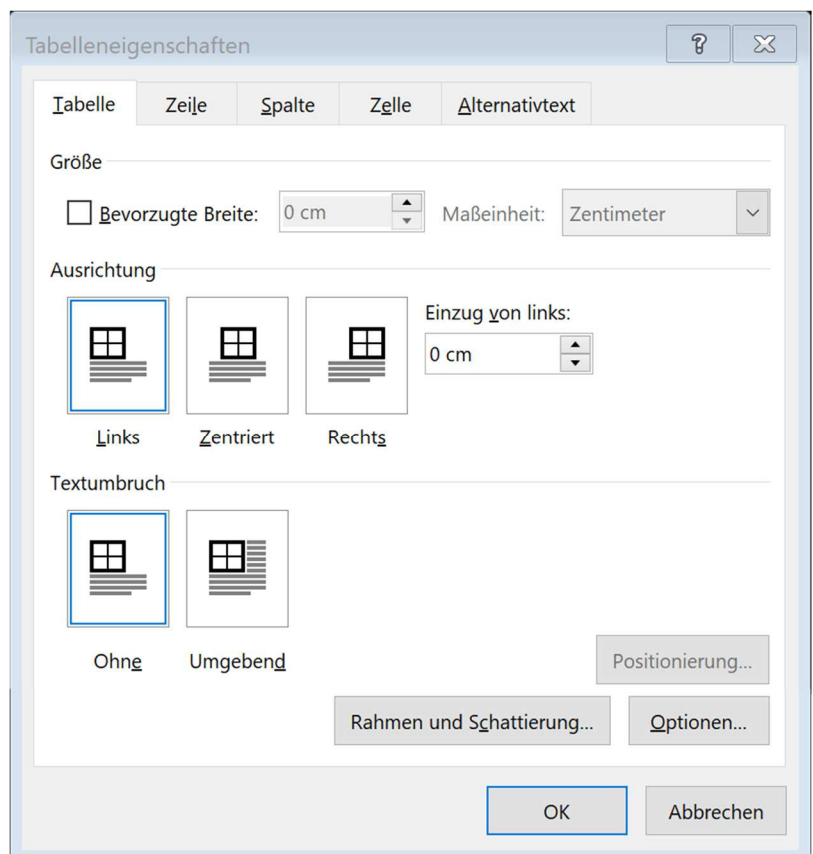 Tabelleneigenschaften
Tabelle Zeile Spalte Zelle Alternativtext
Größe
Bevorzugte Breite: 0 cm Maßeinheit: Zentimeter
Ausrichtung
Einzug von links:
0 cm
Links Zentriert Rechts
Textumbruch
Ohne Umgebend
Positionierung...
Rahmen und Schattierung... Optionen...
OK Abbrechen